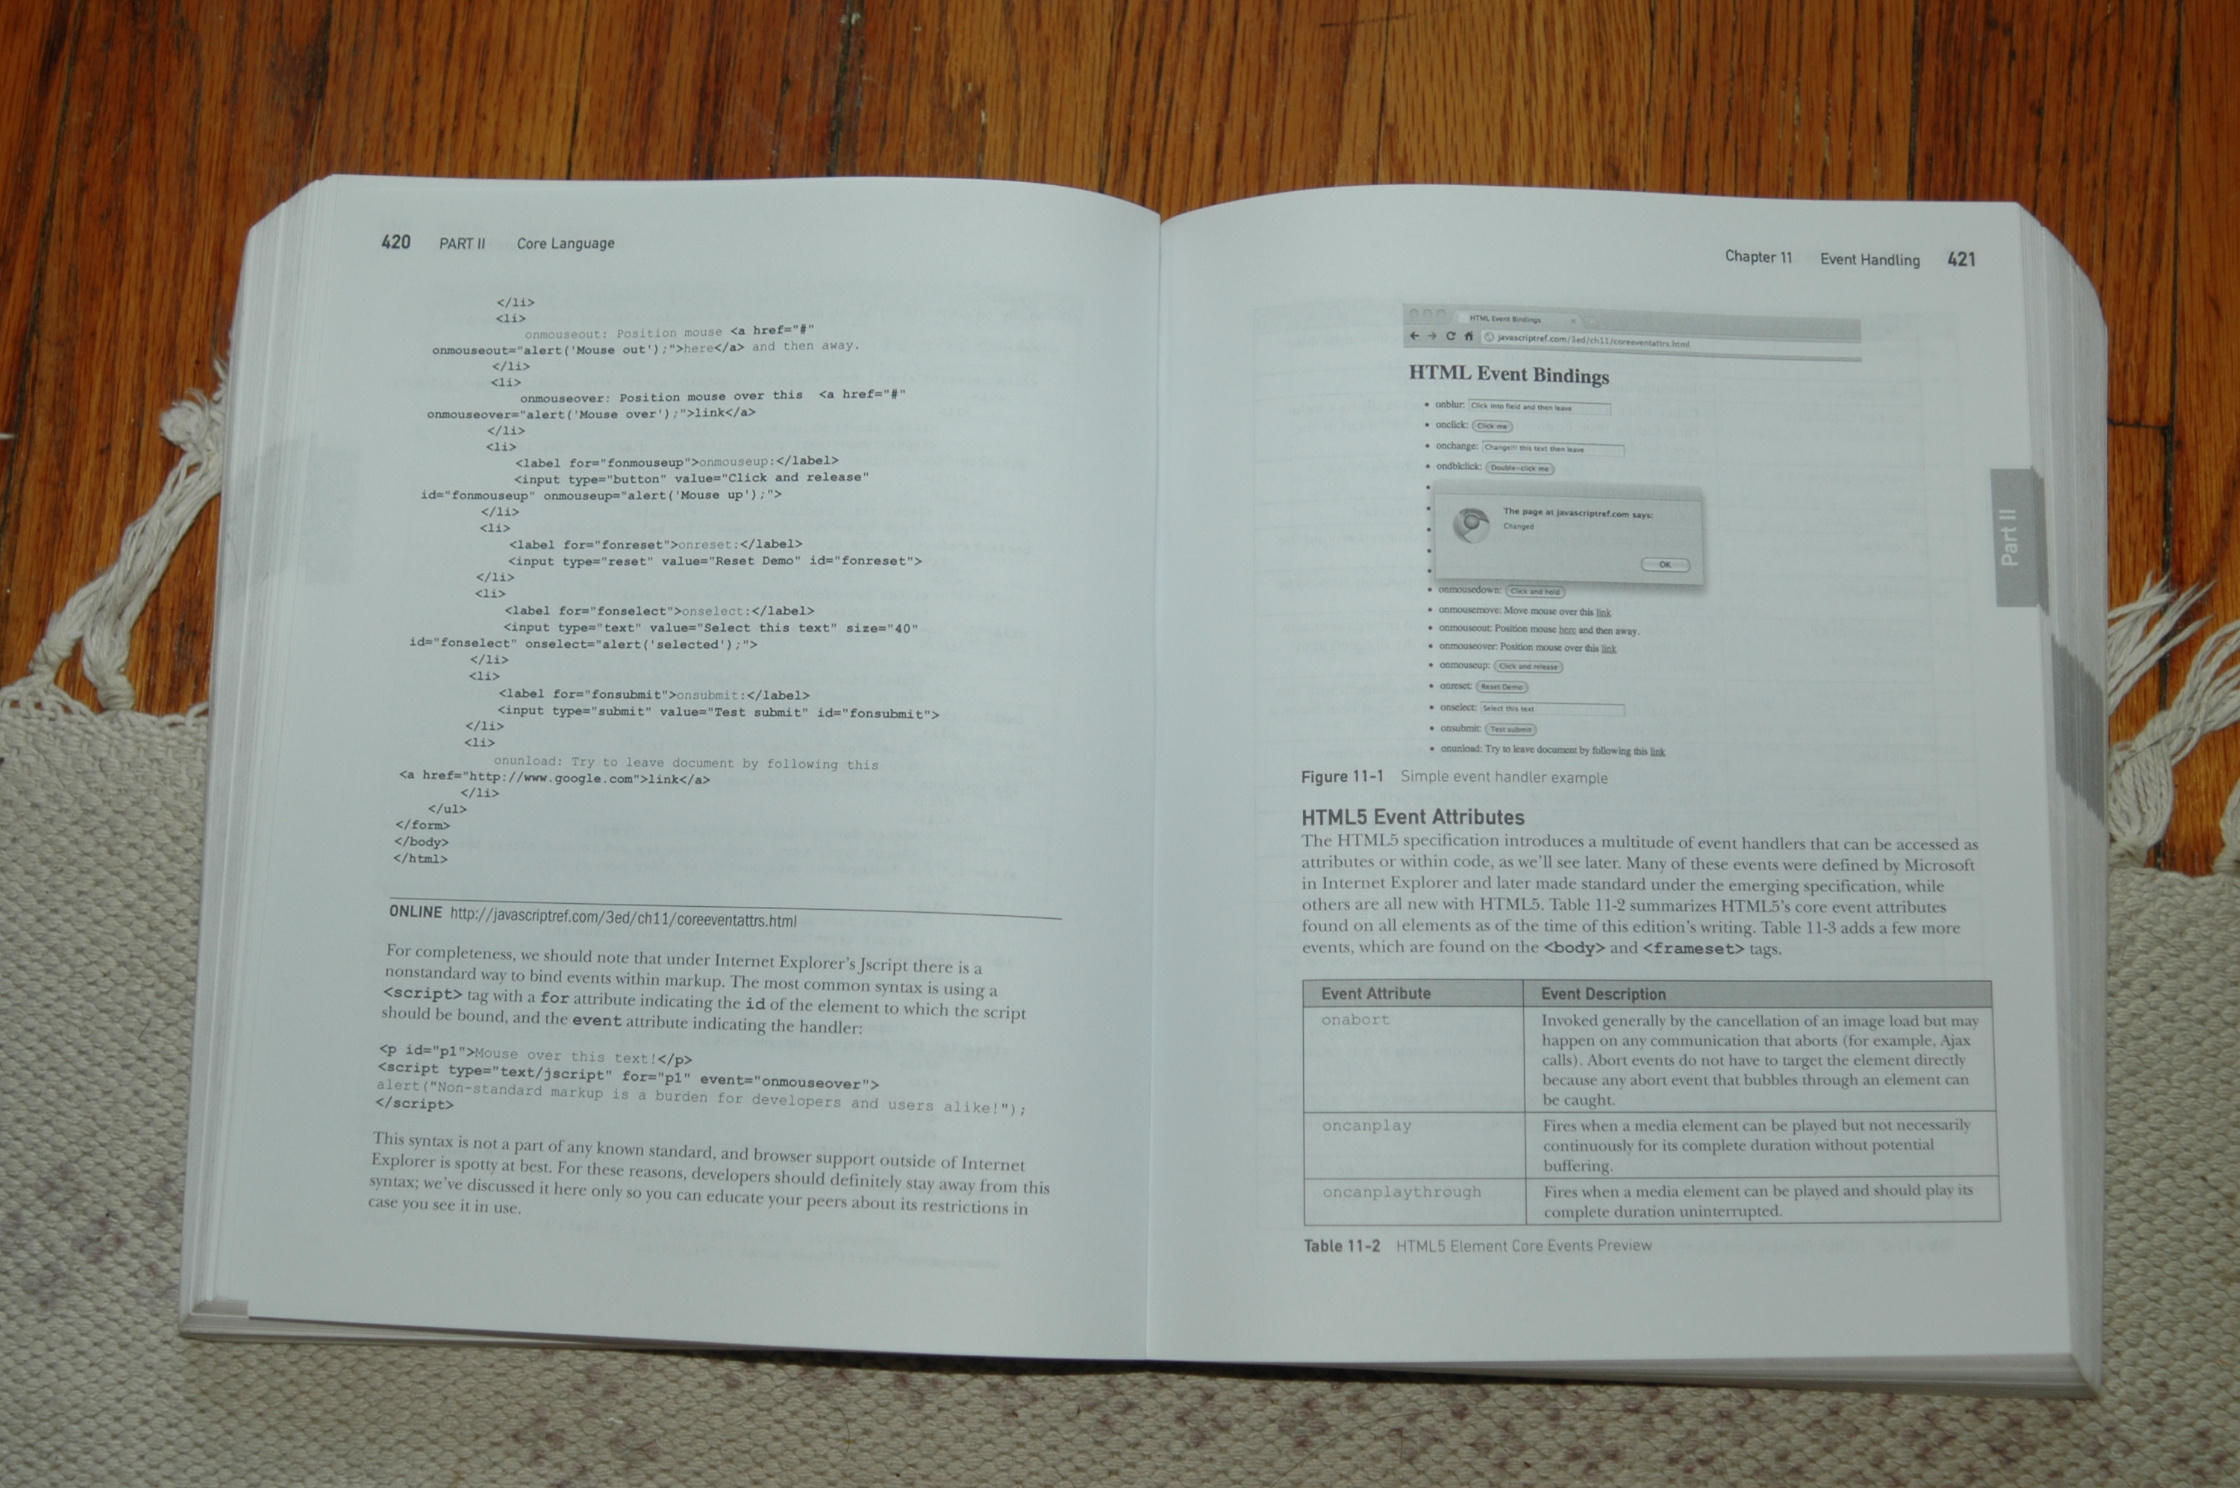 420 PART II Core Language
</li>
<li>
onmouseout: Position mouse <a href="#"
onmouseout="alert('Mouse out');">here</a> and then away.
</li>
<li>
onmouseover: Position mouse over this <a href="#"
onmouseover="alert('Mouse over');">link</a>
</li>
<li>
<label for="fonmouseup">onmouseup:</label>
<input type="button" value="Click and release"
id="fonmouseup" onmouseup="alert('Mouse up');">
</li>
<li>
<label for="fonreset">onreset:</label>
<input type="reset" value="Reset Demo" id="fonreset">
</li>
<li>
<label for="fonselect">onselect:</label>
<input type="text" value="Select this text" size="40"
id="fonselect" onselect="alert('selected');">
</li>
<li>
<label for="fonsubmit">onsubmit:</label>
<input type="submit" value="Test submit" id="fonsubmit">
</li>
<li>
onunload: Try to leave document by following this
<a href="http://www.google.com">link</a>
</li>
</ul>
</form>
</body>
</html>
ONLINE http://javascriptref.com/3ed/ch11/coreeventattrs.html
For completeness, we should note that under Internet Explorer's Jscript there is a
nonstandard way to bind events within markup. The most common syntax is using a
<script> tag with a for attribute indicating the id of the element to which the script
should be bound, and the event attribute indicating the handler:
<p id="p1">Mouse over this text!</p>
<script type="text/jscript" for="p1" event="onmouseover">
alert("Non-standard markup is a burden for developers and users alike!");
</script>
This syntax is not a part of any known standard, and browser support outside of Internet
Explorer is spotty at best. For these reasons, developers should definitely stay away from this
syntax; we've discussed it here only so you can educate your peers about its restrictions in
case you see it in use.
Chapter 11 Event Handling 421
Part II
HTML Event Bindings
javascriptref.com/3ed/ch11/coreeventattrs.html
HTML Event Bindings
• onblur: Click into field and then leave
• onclick: Click me
• onchange: Change this text then leave
• ondblclick: Double-click me
The page at javascriptref.com says:
Changed
OK
• onmousedown: Click and hold
• onmousemove: Move mouse over this link
• onmouseout: Position mouse here and then away.
• onmouseover: Position mouse over this link
• onmouseup: Click and release
• onreset: Reset Demo
• onselect: Select this text
• onsubmit: Test submit
• onunload: Try to leave document by following this link
Figure 11-1 Simple event handler example
HTML5 Event Attributes
The HTML5 specification introduces a multitude of event handlers that can be accessed as
attributes or within code, as we'll see later. Many of these events were defined by Microsoft
in Internet Explorer and later made standard under the emerging specification, while
others are all new with HTML5. Table 11-2 summarizes HTML5's core event attributes
found on all elements as of the time of this edition's writing. Table 11-3 adds a few more
events, which are found on the <body> and <frameset> tags.
Event Attribute Event Description
onabort Invoked generally by the cancellation of an image load but may
happen on any communication that aborts (for example, Ajax
calls). Abort events do not have to target the element directly
because any abort event that bubbles through an element can
be caught.
oncanplay Fires when a media element can be played but not necessarily
continuously for its complete duration without potential
buffering.
oncanplaythrough Fires when a media element can be played and should play its
complete duration uninterrupted.
Table 11-2 HTML5 Element Core Events Preview